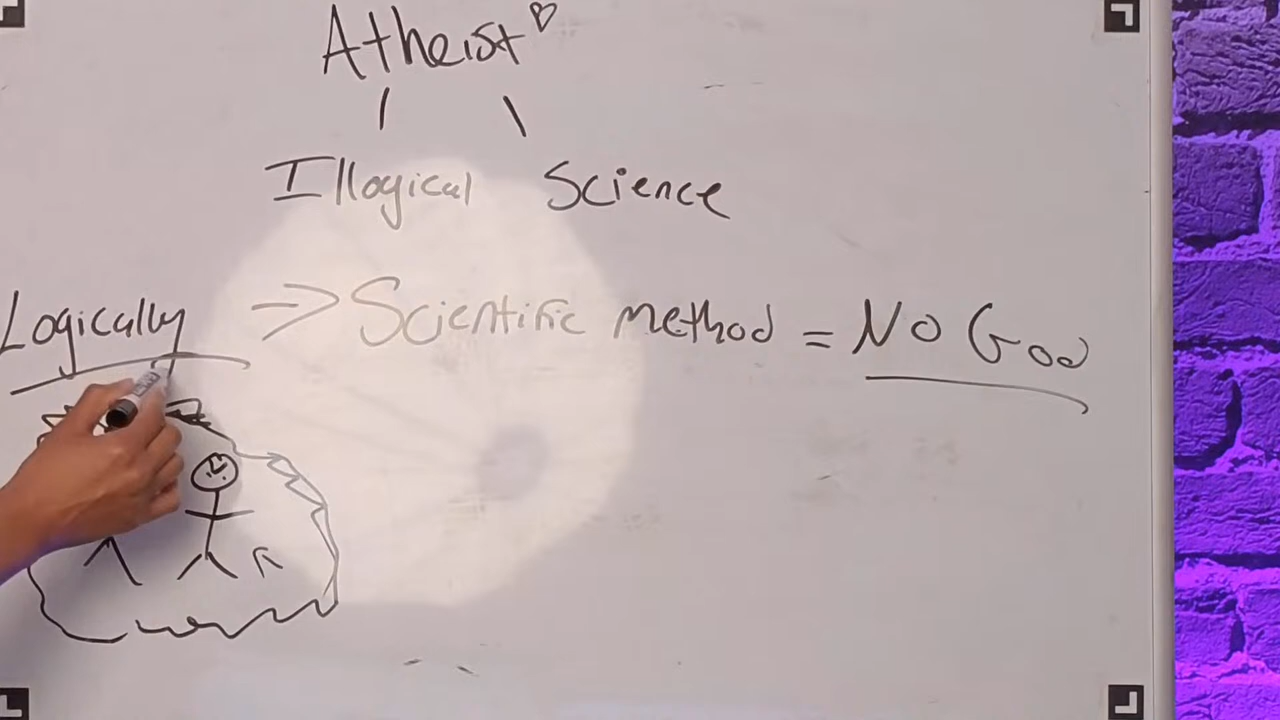 Atheist
Illogical Science
Logically => Scientific method = No God